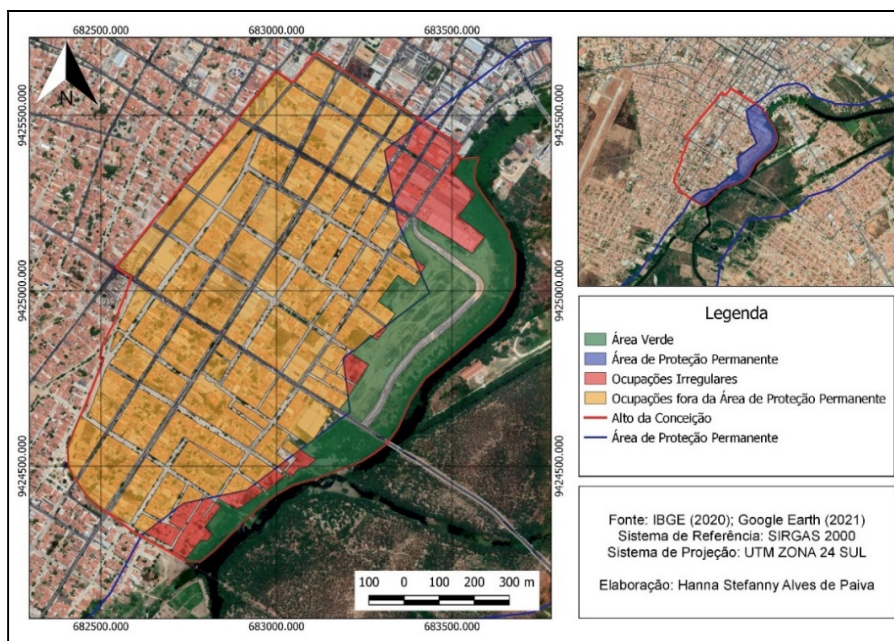 682500.000 683000.000 683500.000
N
9425500.000 9425500.000
9425000.000 9425000.000
9424500.000 9424500.000
100 0 100 200 300 m
682500.000 683000.000 683500.000
Legenda
Área Verde
Área de Proteção Permanente
Ocupações Irregulares
Ocupações fora da Área de Proteção Permanente
Alto da Conceição
Área de Proteção Permanente
Fonte: IBGE (2020); Google Earth (2021)
Sistema de Referência: SIRGAS 2000
Sistema de Projeção: UTM ZONA 24 SUL
Elaboração: Hanna Stefanny Alves de Paiva